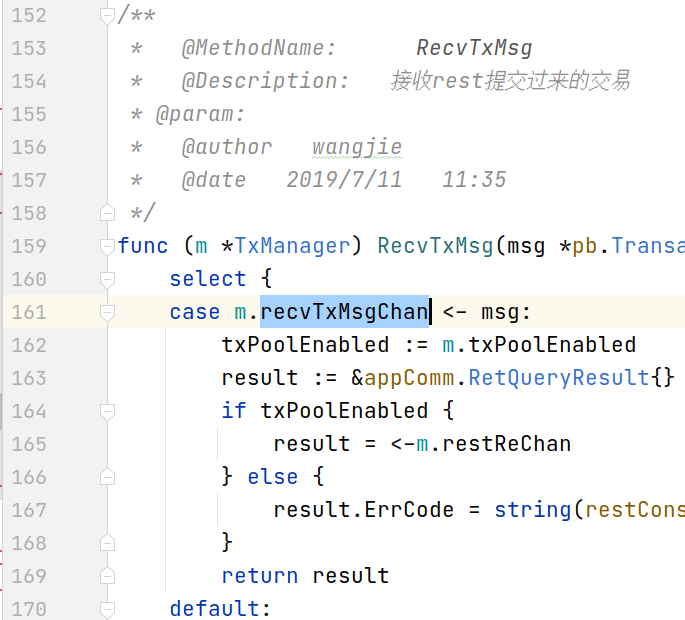 152 /**
153 * @MethodName: RecvTxMsg
154 * @Description: 接收rest提交过来的交易
155 * @param:
156 * @author wangjie
157 * @date 2019/7/11 11:35
158 */
159 func (m *TxManager) RecvTxMsg(msg *pb.Transa
160 select {
161 case m.recvTxMsgChan <- msg:
162 txPoolEnabled := m.txPoolEnabled
163 result := &appComm.RetQueryResult{}
164 if txPoolEnabled {
165 result = <-m.restReChan
166 } else {
167 result.ErrCode = string(restCons
168 }
169 return result
170 default: